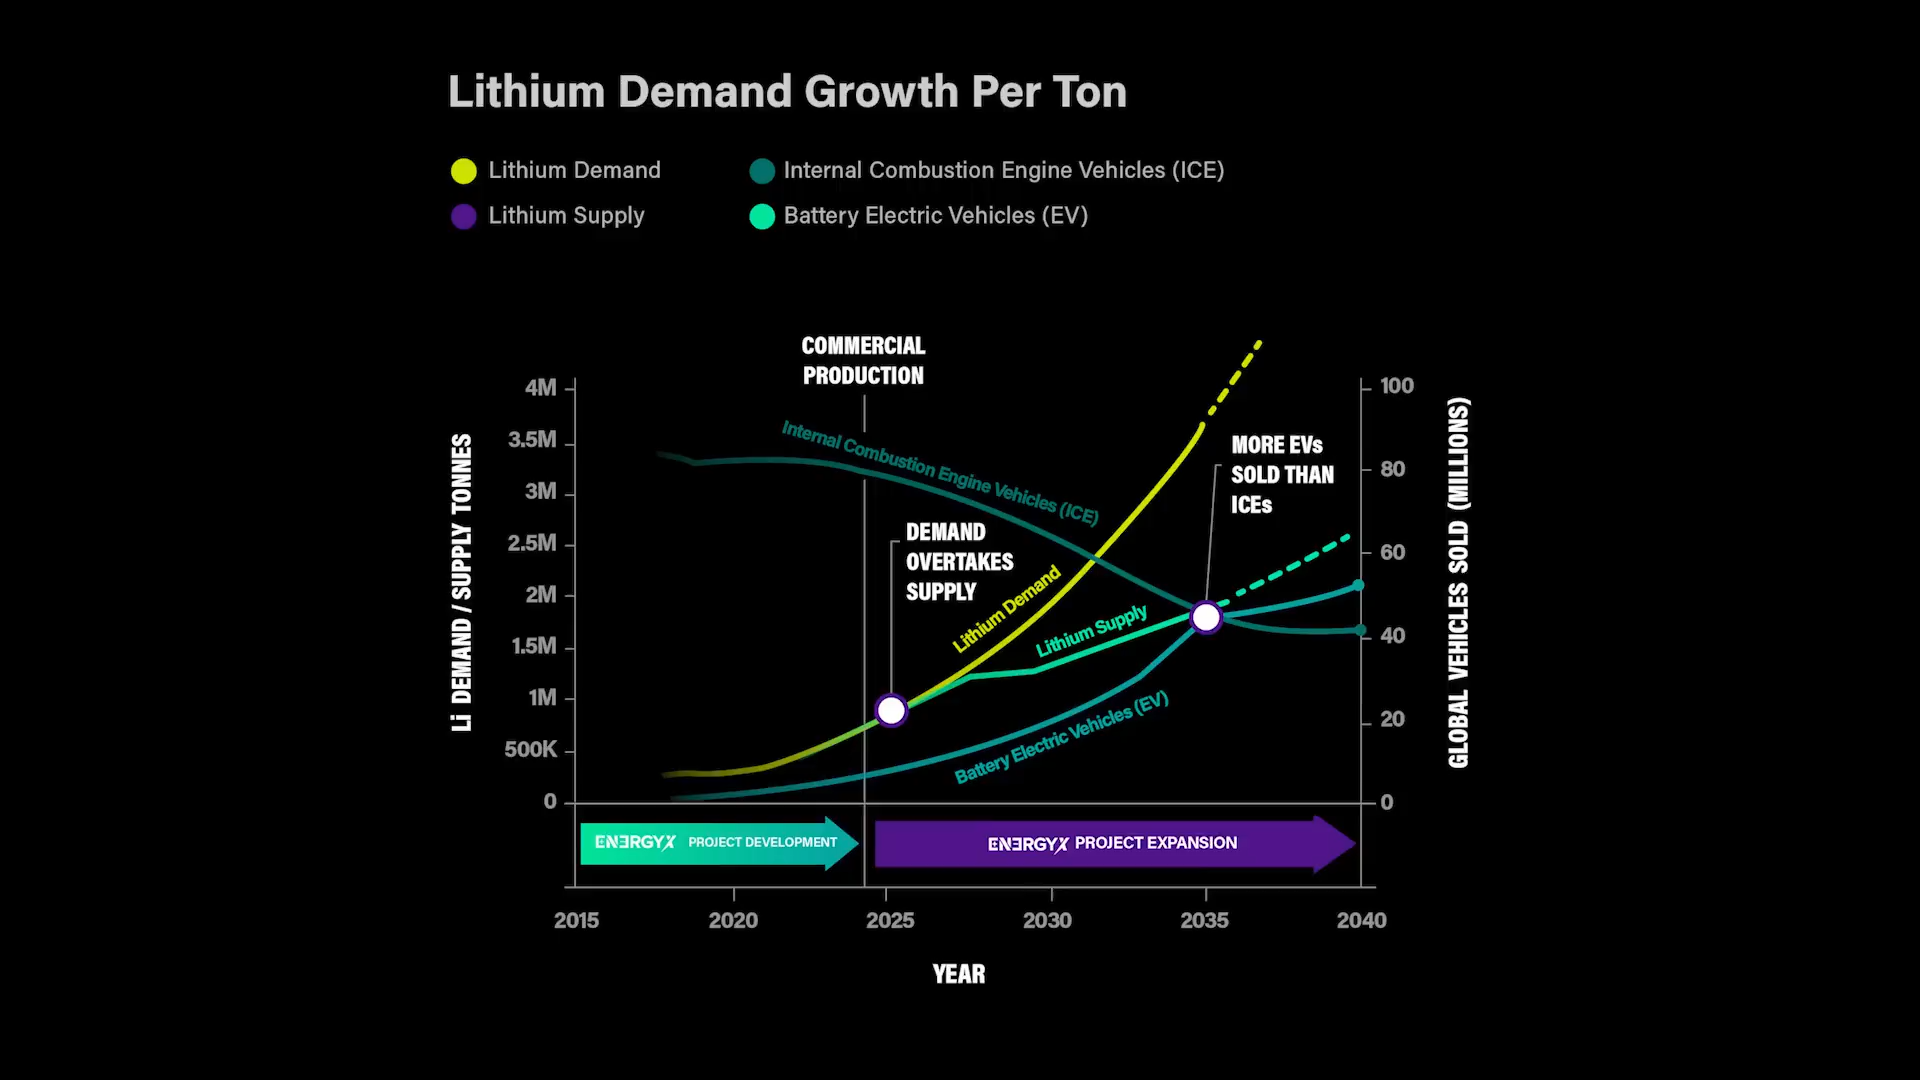 Lithium Demand Growth Per Ton
Lithium Demand
Internal Combustion Engine Vehicles (ICE)
Lithium Supply
Battery Electric Vehicles (EV)
COMMERCIAL
PRODUCTION
4M
3.5M
3M
2.5M
2M
1.5M
1M
500K
0
Li DEMAND / SUPPLY TONNES
Internal Combustion Engine Vehicles (ICE)
DEMAND
OVERTAKES
SUPPLY
Lithium Demand
Lithium Supply
Battery Electric Vehicles (EV)
MORE EVs
SOLD THAN
ICEs
100
80
60
40
20
0
GLOBAL VEHICLES SOLD (MILLIONS)
ENERGYX PROJECT DEVELOPMENT
ENERGYX PROJECT EXPANSION
2015
2020
2025
2030
2035
2040
YEAR